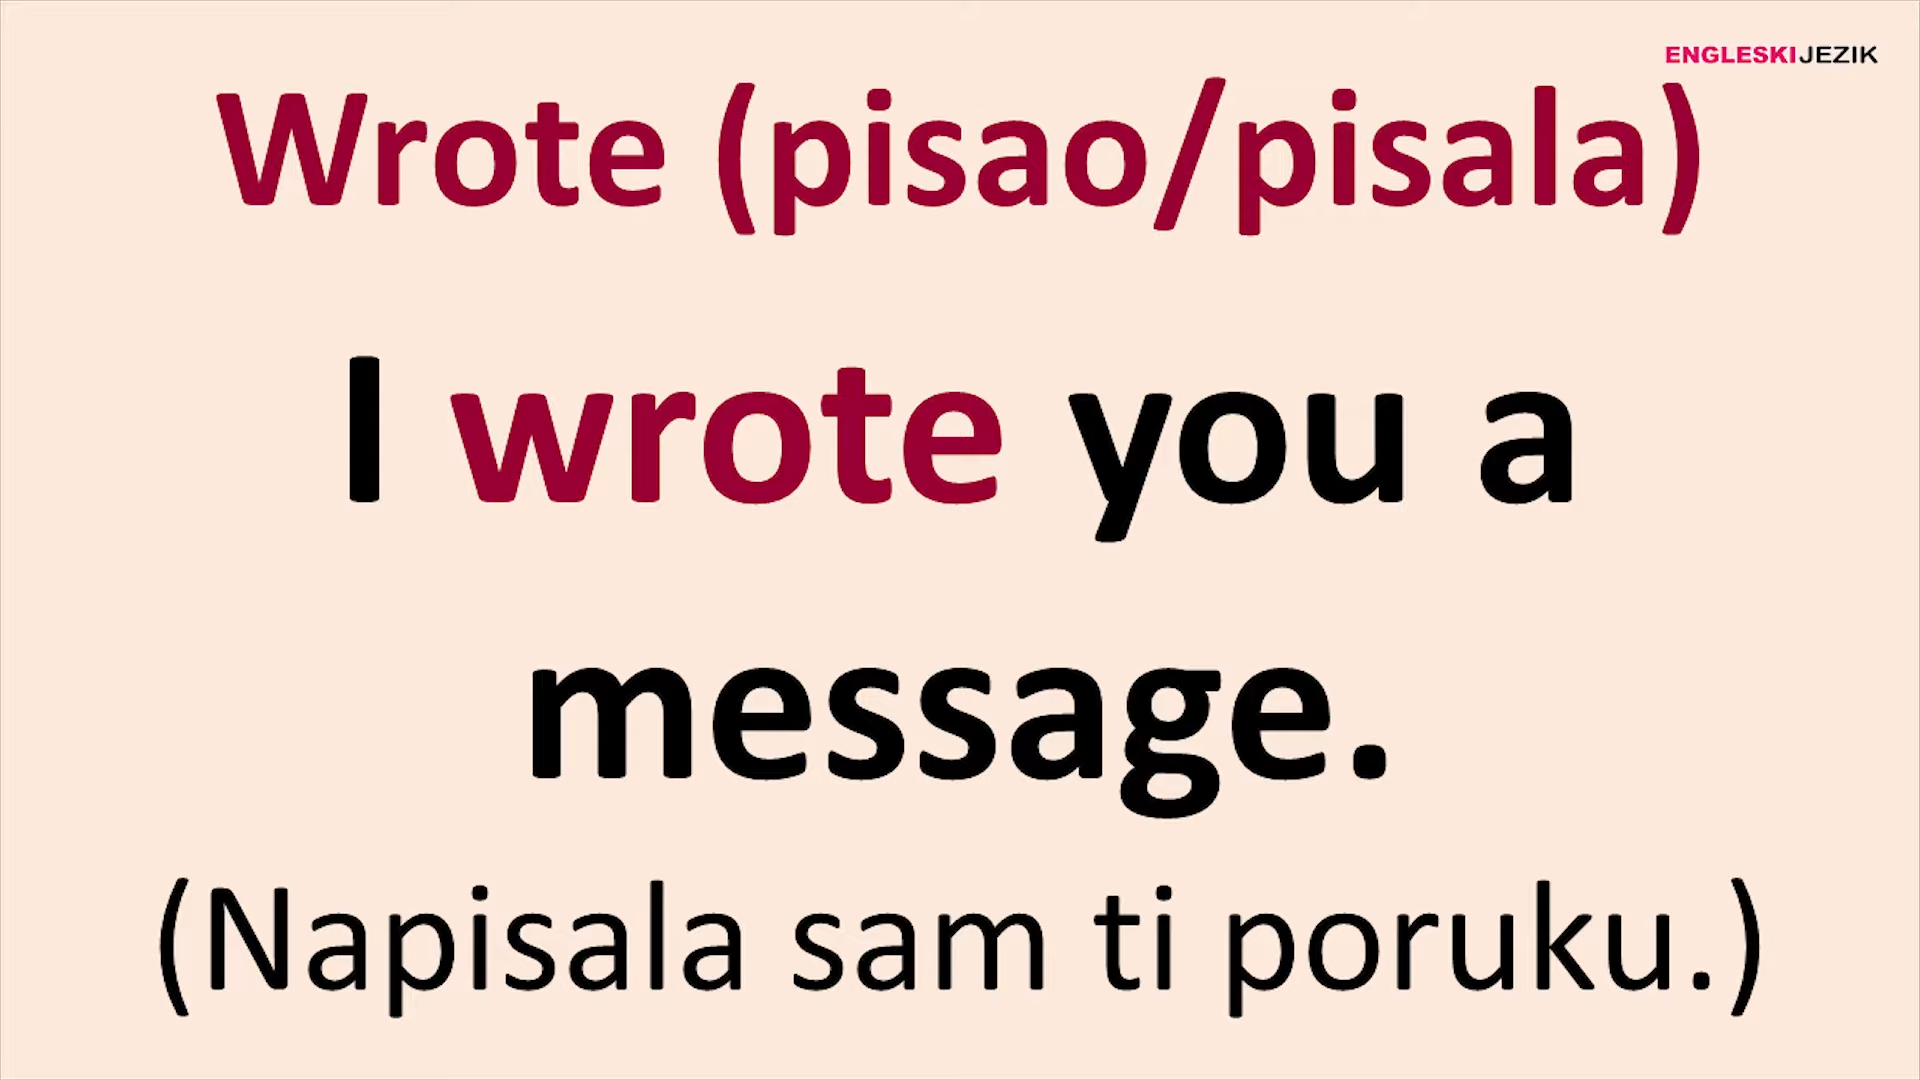 ENGLESKIJEZIK
Wrote (pisao/pisala)
I wrote you a
message.
(Napisala sam ti poruku.)